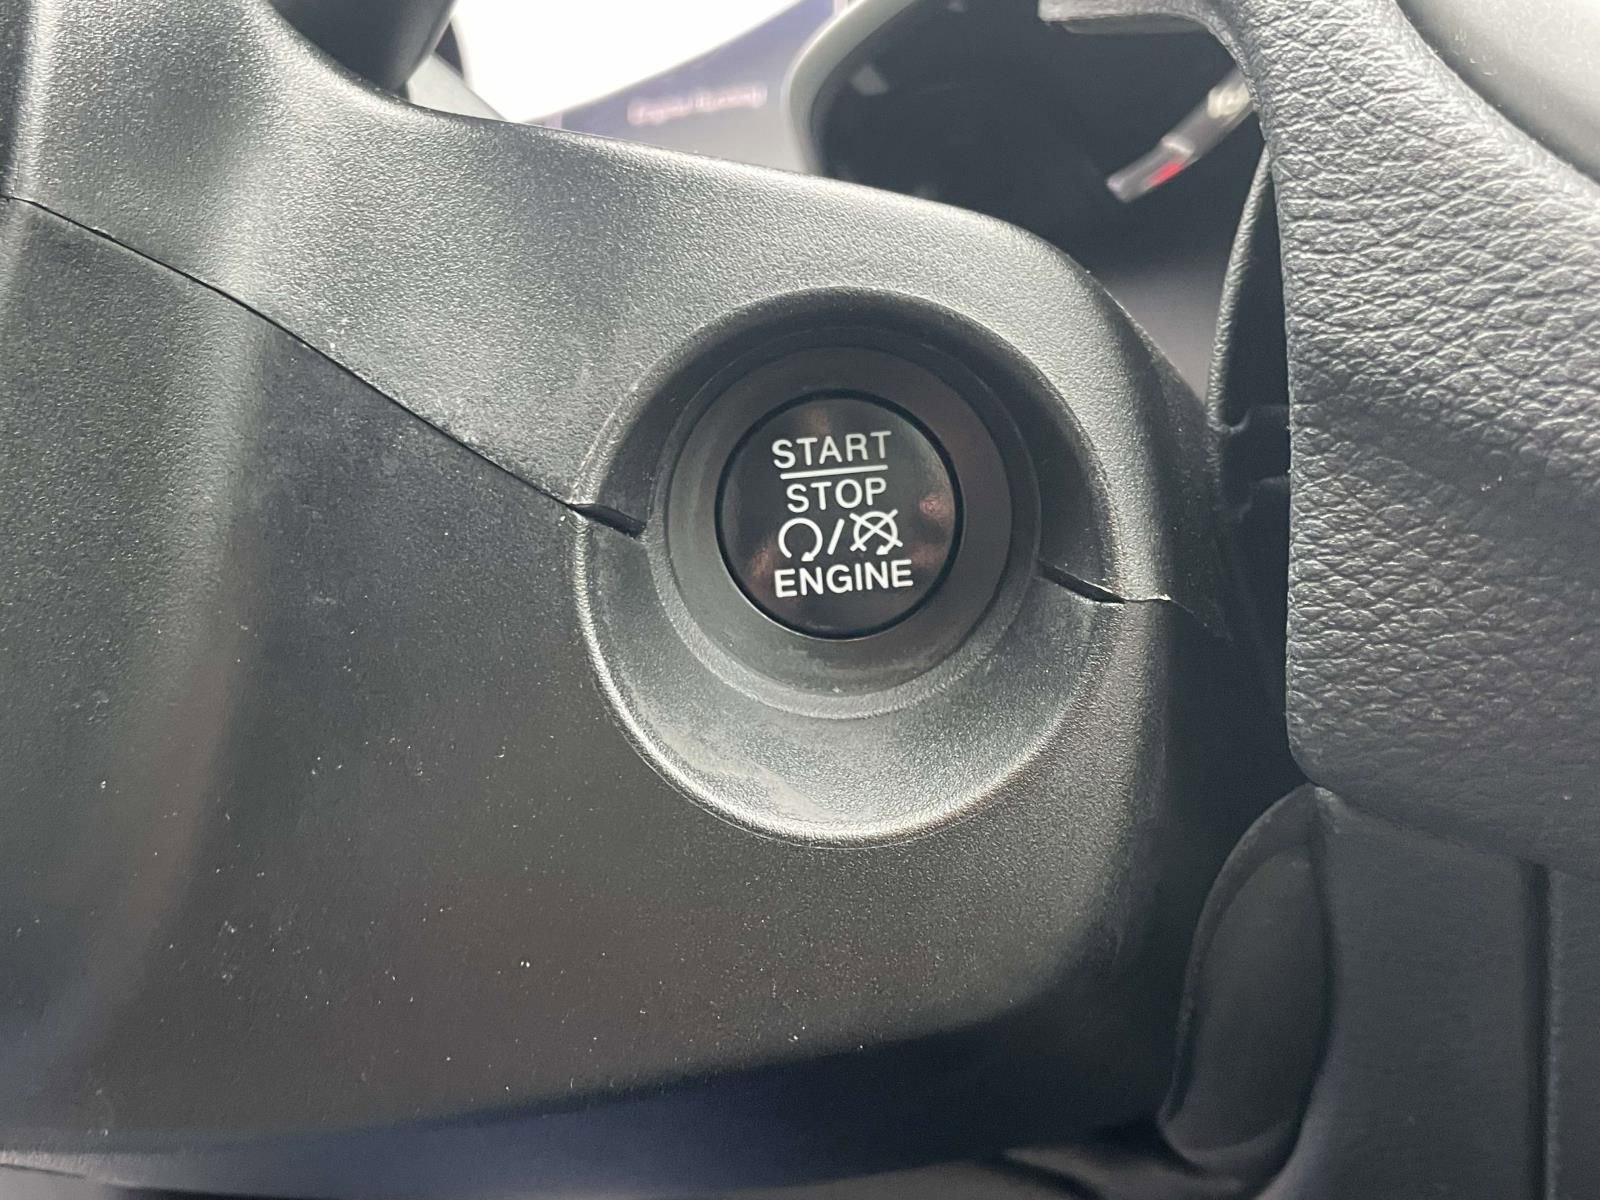 START
STOP
/
ENGINE